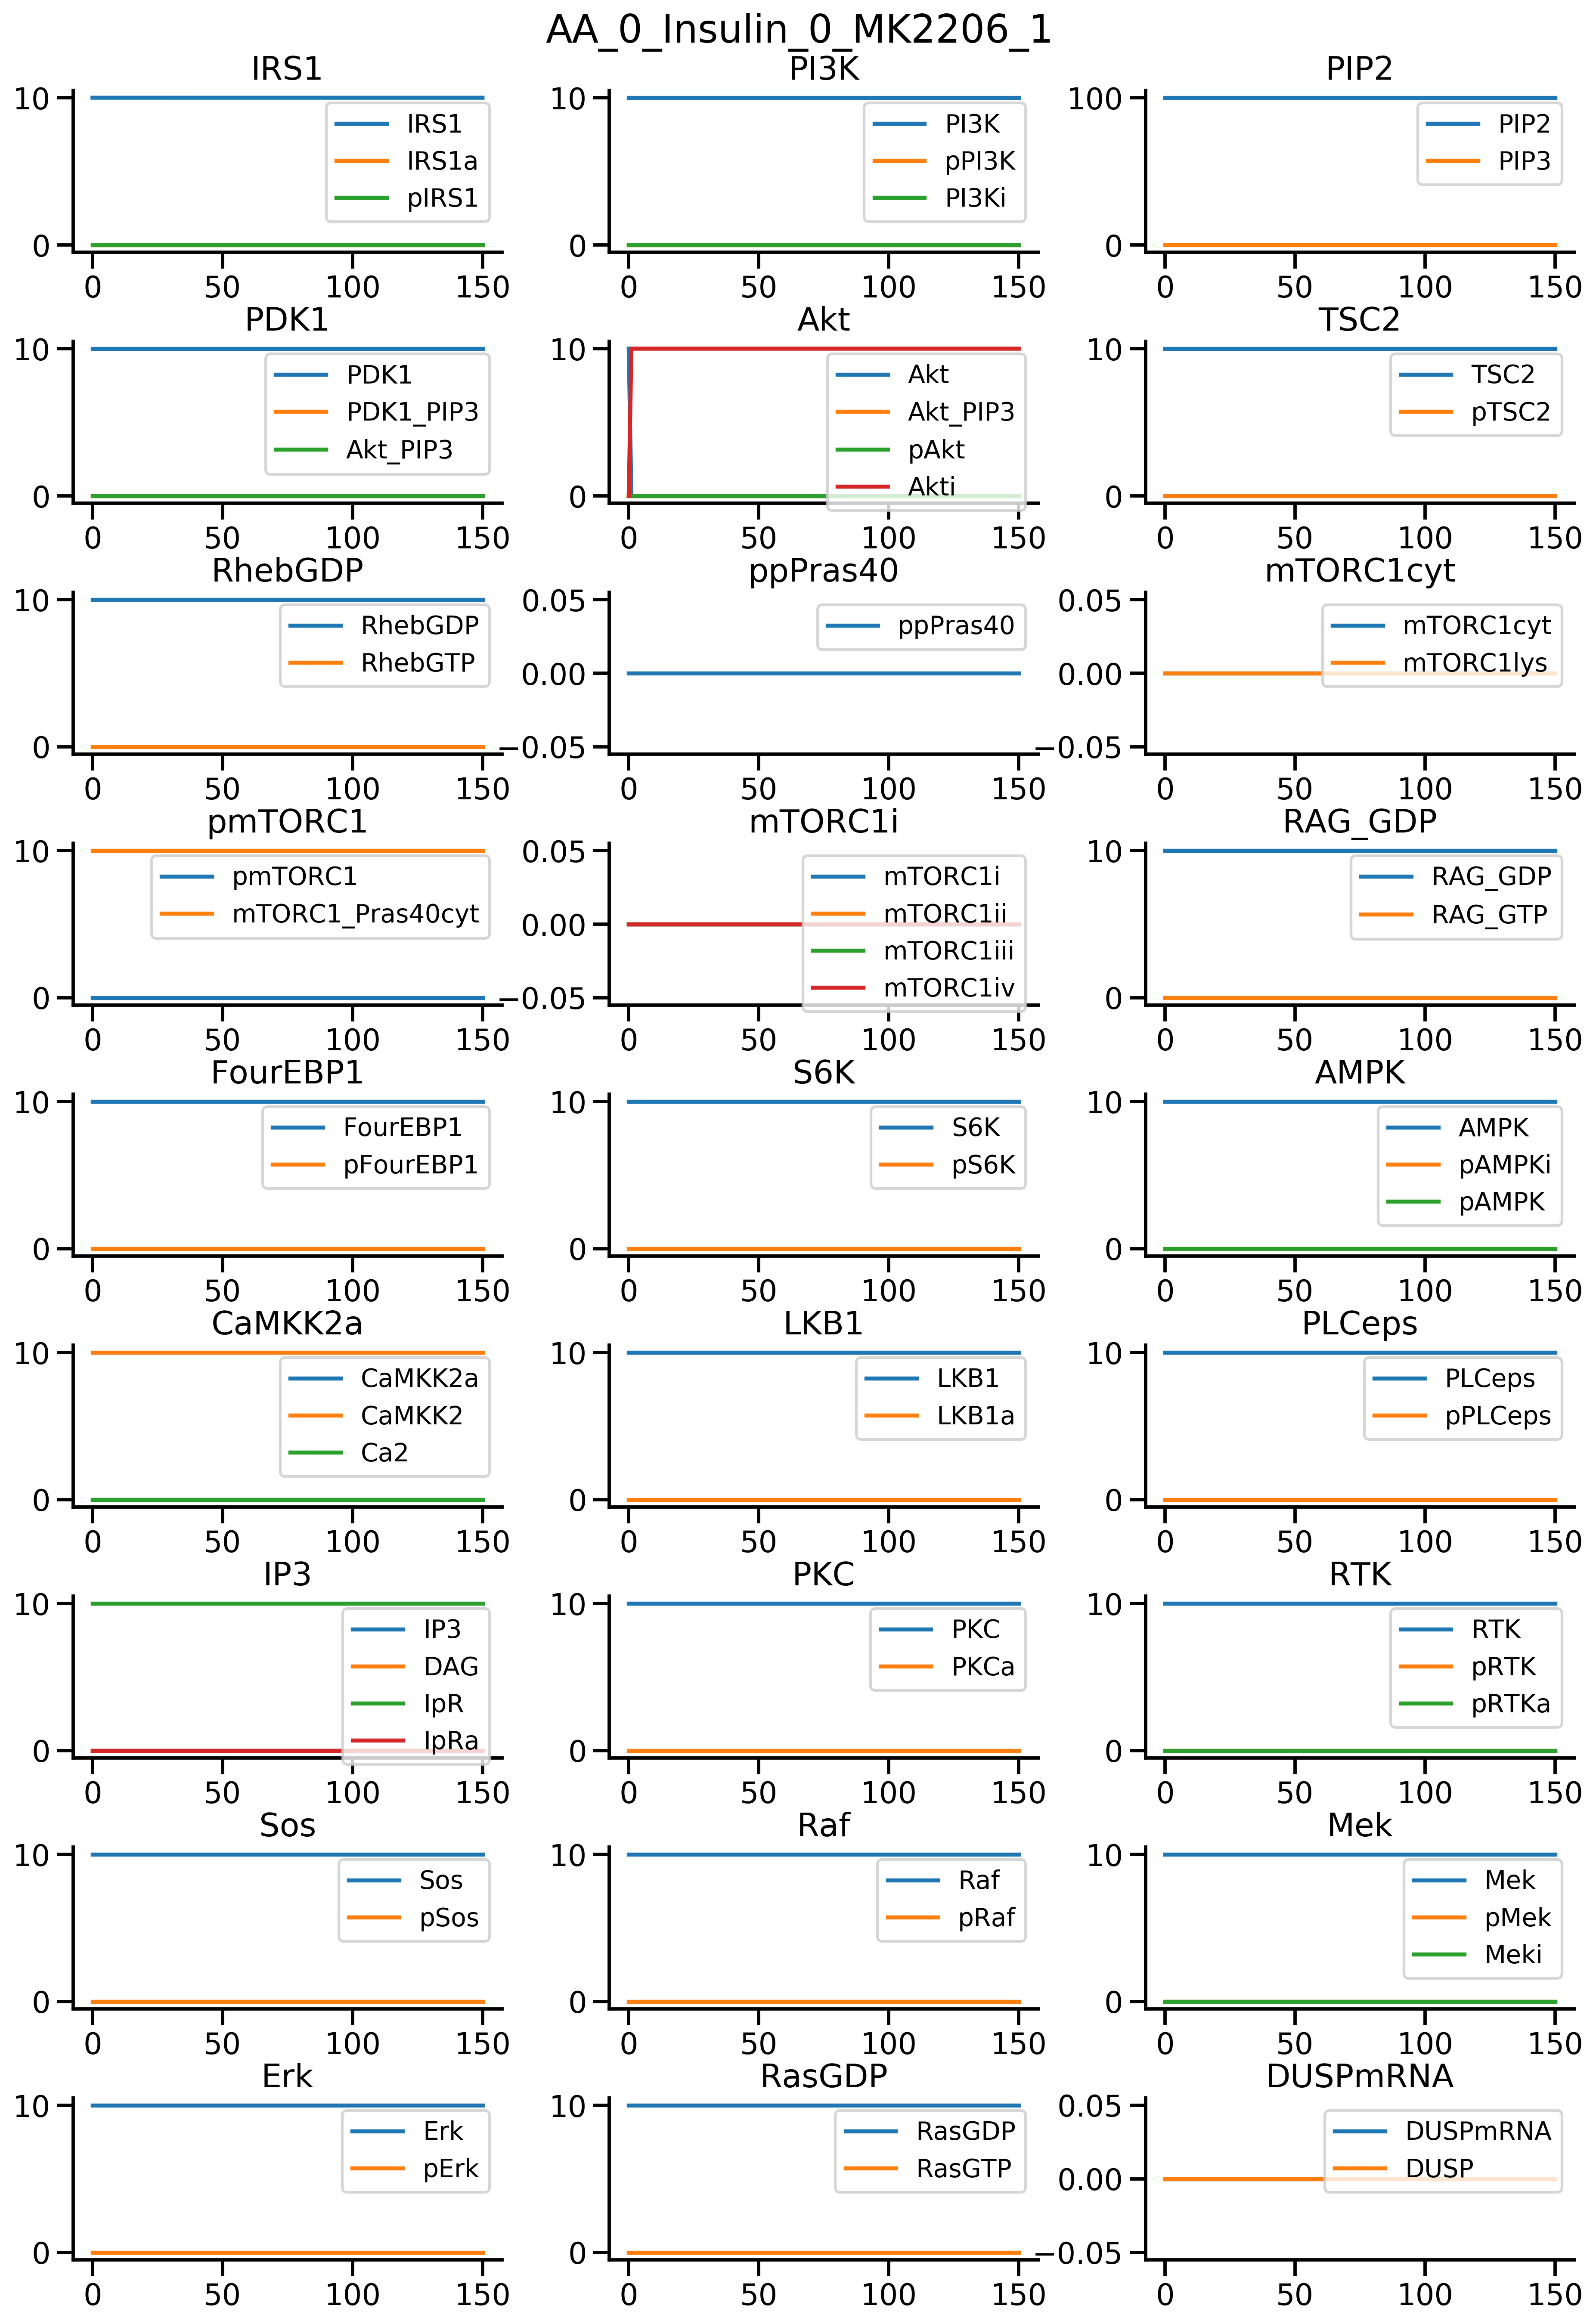 AA_0_Insulin_0_MK2206_1
IRS1
PI3K
PIP2
10
0
IRS1
IRS1a
pIRS1
0 50 100 150
10
0
PI3K
pPI3K
PI3Ki
0 50 100 150
100
0
PIP2
PIP3
0 50 100 150
PDK1
Akt
TSC2
10
0
PDK1
PDK1_PIP3
Akt_PIP3
0 50 100 150
10
0
Akt
Akt_PIP3
pAkt
Akti
0 50 100 150
10
0
TSC2
pTSC2
0 50 100 150
RhebGDP
ppPras40
mTORC1cyt
10
0
RhebGDP
RhebGTP
0 50 100 150
0.05
0.00
−0.05
ppPras40
0 50 100 150
0.05
0.00
−0.05
mTORC1cyt
mTORC1lys
0 50 100 150
pmTORC1
mTORC1i
RAG_GDP
10
0
pmTORC1
mTORC1_Pras40cyt
0 50 100 150
0.05
0.00
−0.05
mTORC1i
mTORC1ii
mTORC1iii
mTORC1iv
0 50 100 150
10
0
RAG_GDP
RAG_GTP
0 50 100 150
FourEBP1
S6K
AMPK
10
0
FourEBP1
pFourEBP1
0 50 100 150
10
0
S6K
pS6K
0 50 100 150
10
0
AMPK
pAMPKi
pAMPK
0 50 100 150
CaMKK2a
LKB1
PLCeps
10
0
CaMKK2a
CaMKK2
Ca2
0 50 100 150
10
0
LKB1
LKB1a
0 50 100 150
10
0
PLCeps
pPLCeps
0 50 100 150
IP3
PKC
RTK
10
0
IP3
DAG
IpR
IpRa
0 50 100 150
10
0
PKC
PKCa
0 50 100 150
10
0
RTK
pRTK
pRTKa
0 50 100 150
Sos
Raf
Mek
10
0
Sos
pSos
0 50 100 150
10
0
Raf
pRaf
0 50 100 150
10
0
Mek
pMek
Meki
0 50 100 150
Erk
RasGDP
DUSPmRNA
10
0
Erk
pErk
0 50 100 150
10
0
RasGDP
RasGTP
0 50 100 150
0.05
0.00
−0.05
DUSPmRNA
DUSP
0 50 100 150